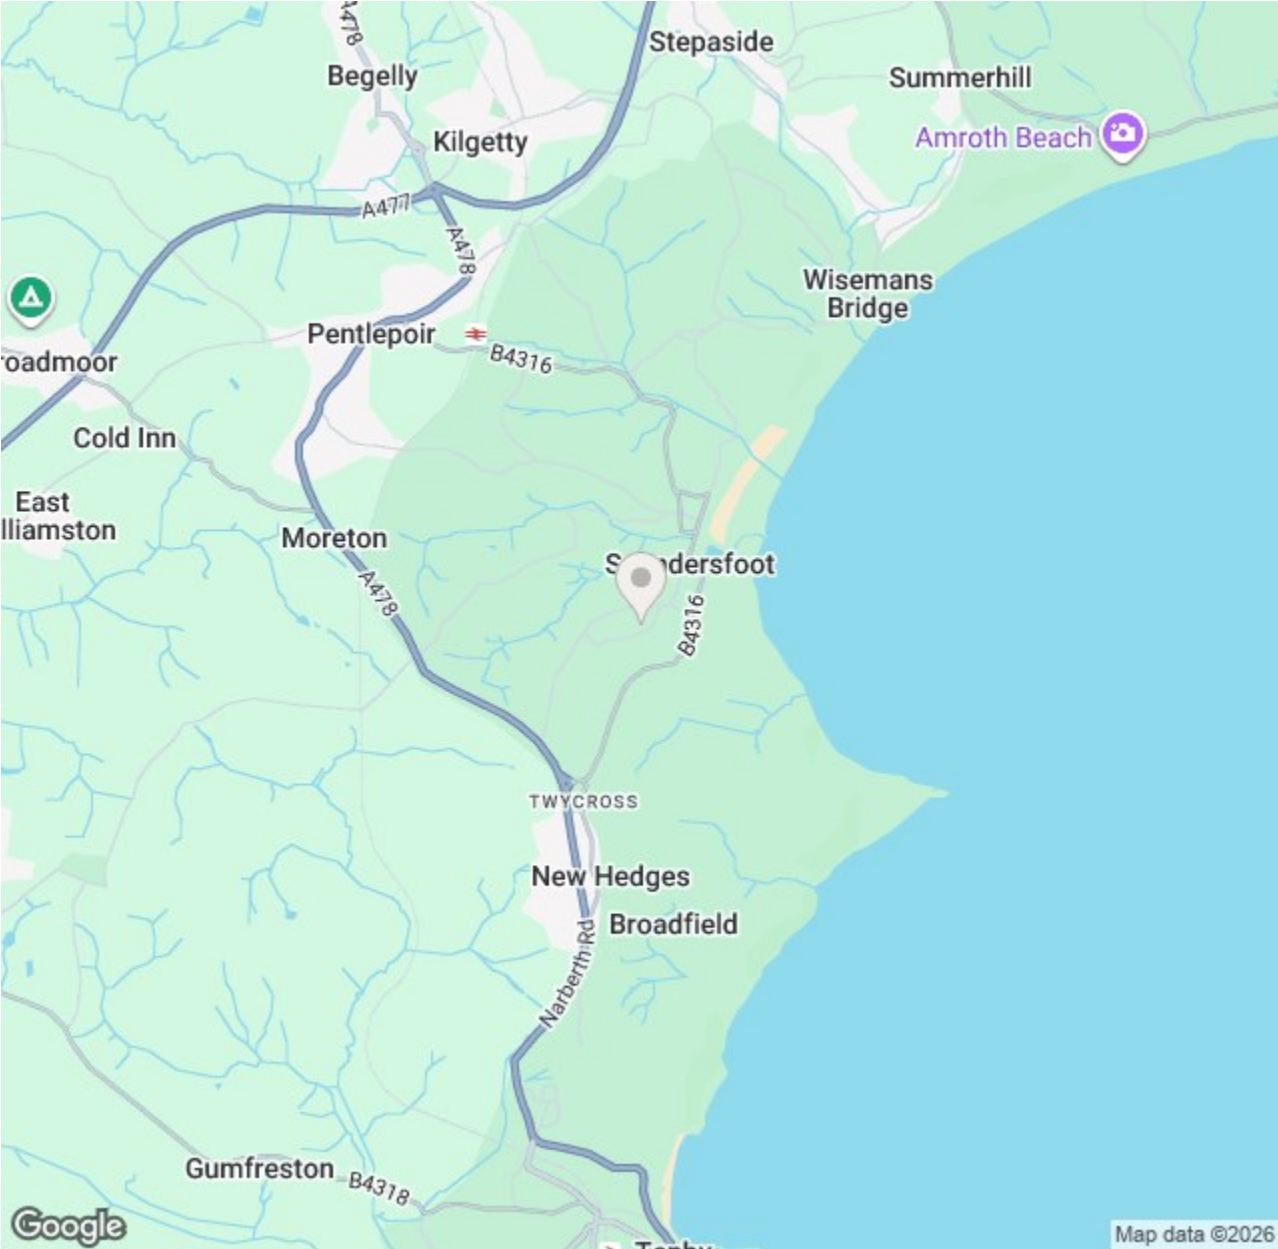 A478
Stepaside
Begelly
Summerhill
Amroth Beach
Kilgetty
A477
A478
Wisemans
Bridge
Pentlepoir
B4316
roadmoor
Cold Inn
East
lliamston
Moreton
A478
B4316
TWYCROSS
New Hedges
Broadfield
Narberth Rd
Gumfreston
B4318
Google
Map data ©2026